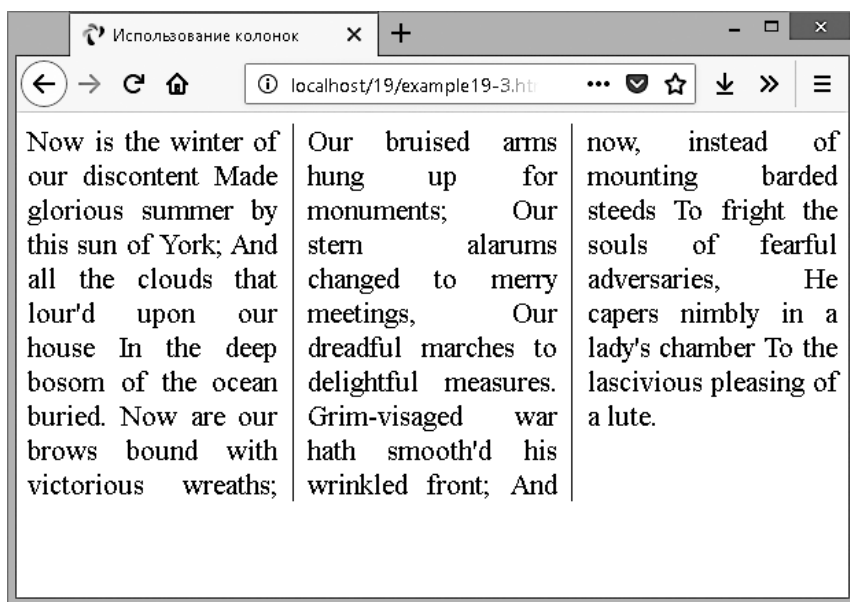 Использование колонок
localhost/19/example19-3.ht
Now is the winter of
our discontent Made
glorious summer by
this sun of York; And
all the clouds that
lour'd upon our
house In the deep
bosom of the ocean
buried. Now are our
brows bound with
victorious wreaths;
Our bruised arms
hung up for
monuments; Our
stern alarums
changed to merry
meetings, Our
dreadful marches to
delightful measures.
Grim-visaged war
hath smooth'd his
wrinkled front; And
now, instead of
mounting barded
steeds To fright the
souls of fearful
adversaries, He
capers nimbly in a
lady's chamber To the
lascivious pleasing of
a lute.